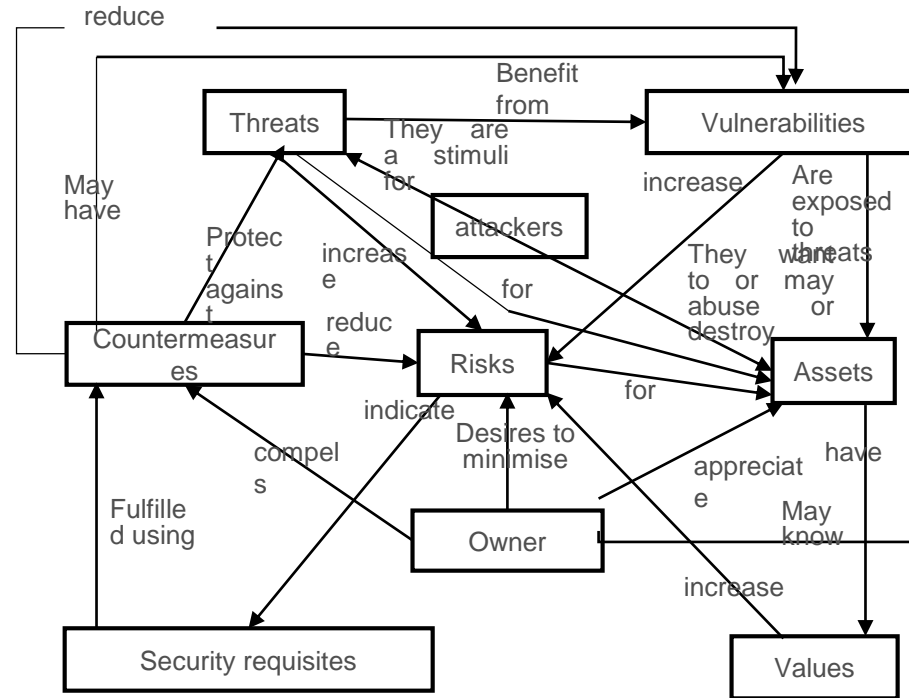 reduce
Benefit
from
Threats
They are
a stimuli
for
Vulnerabilities
May
have
attackers
increase
Are
exposed
to
threats
Protec
t
against
increas
e
for
They want
to or may
abuse or
destroy
reduc
e
Countermeasur
es
Risks
for
Assets
indicate
Desires to
minimise
compel
s
appreciat
e
have
Fulfille
d using
Owner
May
know
increase
Security requisites
Values